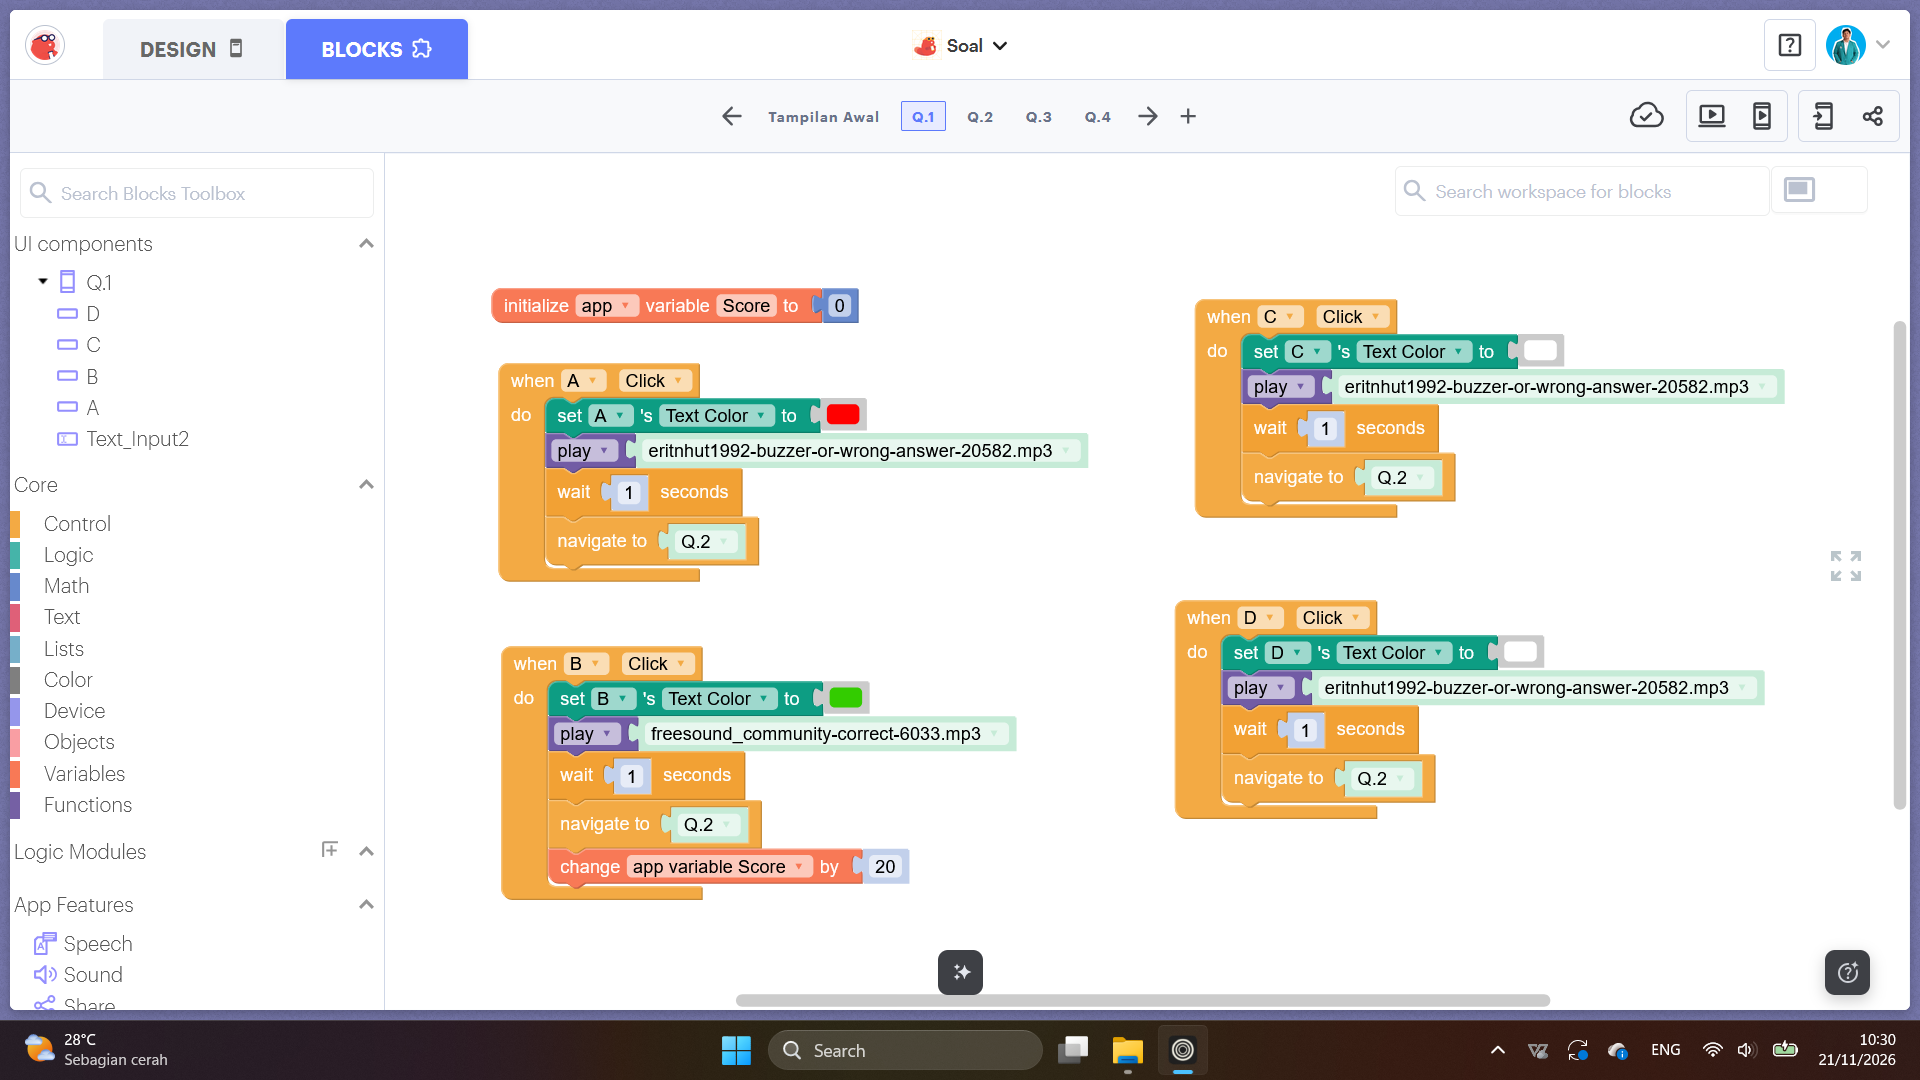 DESIGN
BLOCKS
Soal
Tampilan Awal
Q.1
Q.2
Q.3
Q.4
Search Blocks Toolbox
Search workspace for blocks
UI components
Q.1
D
C
B
A
Text_Input2
Core
Control
Logic
Math
Text
Lists
Color
Device
Objects
Variables
Functions
Logic Modules
App Features
Speech
Sound
Share
initialize app variable Score to 0
when A Click
do set A 's Text Color to
play eritnhut1992-buzzer-or-wrong-answer-20582.mp3
wait 1 seconds
navigate to Q.2
when B Click
do set B 's Text Color to
play freesound_community-correct-6033.mp3
wait 1 seconds
navigate to Q.2
change app variable Score by 20
when C Click
do set C 's Text Color to
play eritnhut1992-buzzer-or-wrong-answer-20582.mp3
wait 1 seconds
navigate to Q.2
when D Click
do set D 's Text Color to
play eritnhut1992-buzzer-or-wrong-answer-20582.mp3
wait 1 seconds
navigate to Q.2
28°C
Sebagian cerah
Search
ENG
10:30
21/11/2026